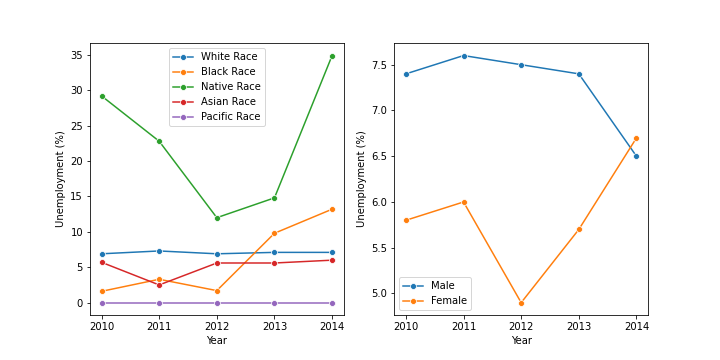 35
30
25
20
15
10
5
0
Unemployment (%)
White Race
Black Race
Native Race
Asian Race
Pacific Race
2010 2011 2012 2013 2014
Year
7.5
7.0
6.5
6.0
5.5
5.0
Unemployment (%)
Male
Female
2010 2011 2012 2013 2014
Year